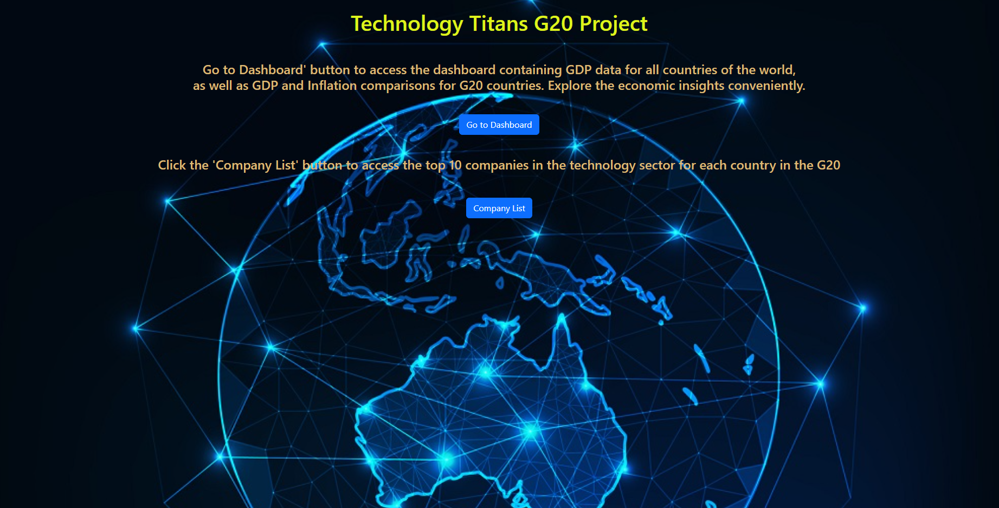 Technology Titans G20 Project
Go to Dashboard' button to access the dashboard containing GDP data for all countries of the world,
as well as GDP and Inflation comparisons for G20 countries. Explore the economic insights conveniently.
Go to Dashboard
Click the 'Company List' button to access the top 10 companies in the technology sector for each country in the G20
Company List